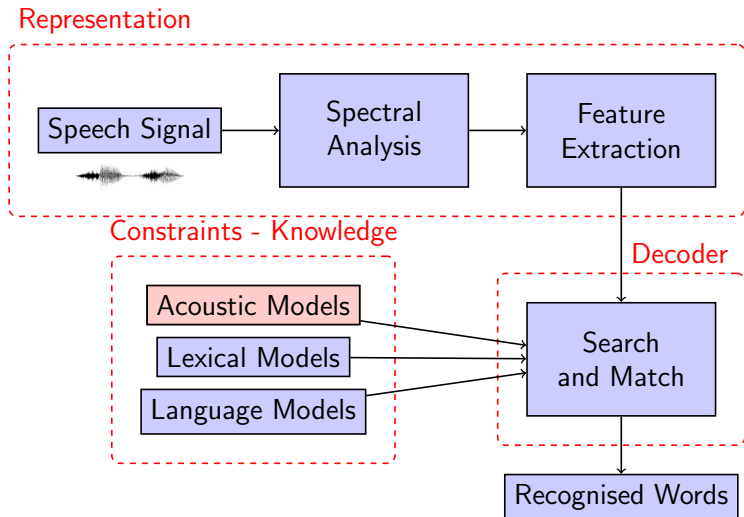 Representation
Speech Signal
Spectral
Analysis
Feature
Extraction
Constraints - Knowledge
Decoder
Acoustic Models
Lexical Models
Language Models
Search
and Match
Recognised Words